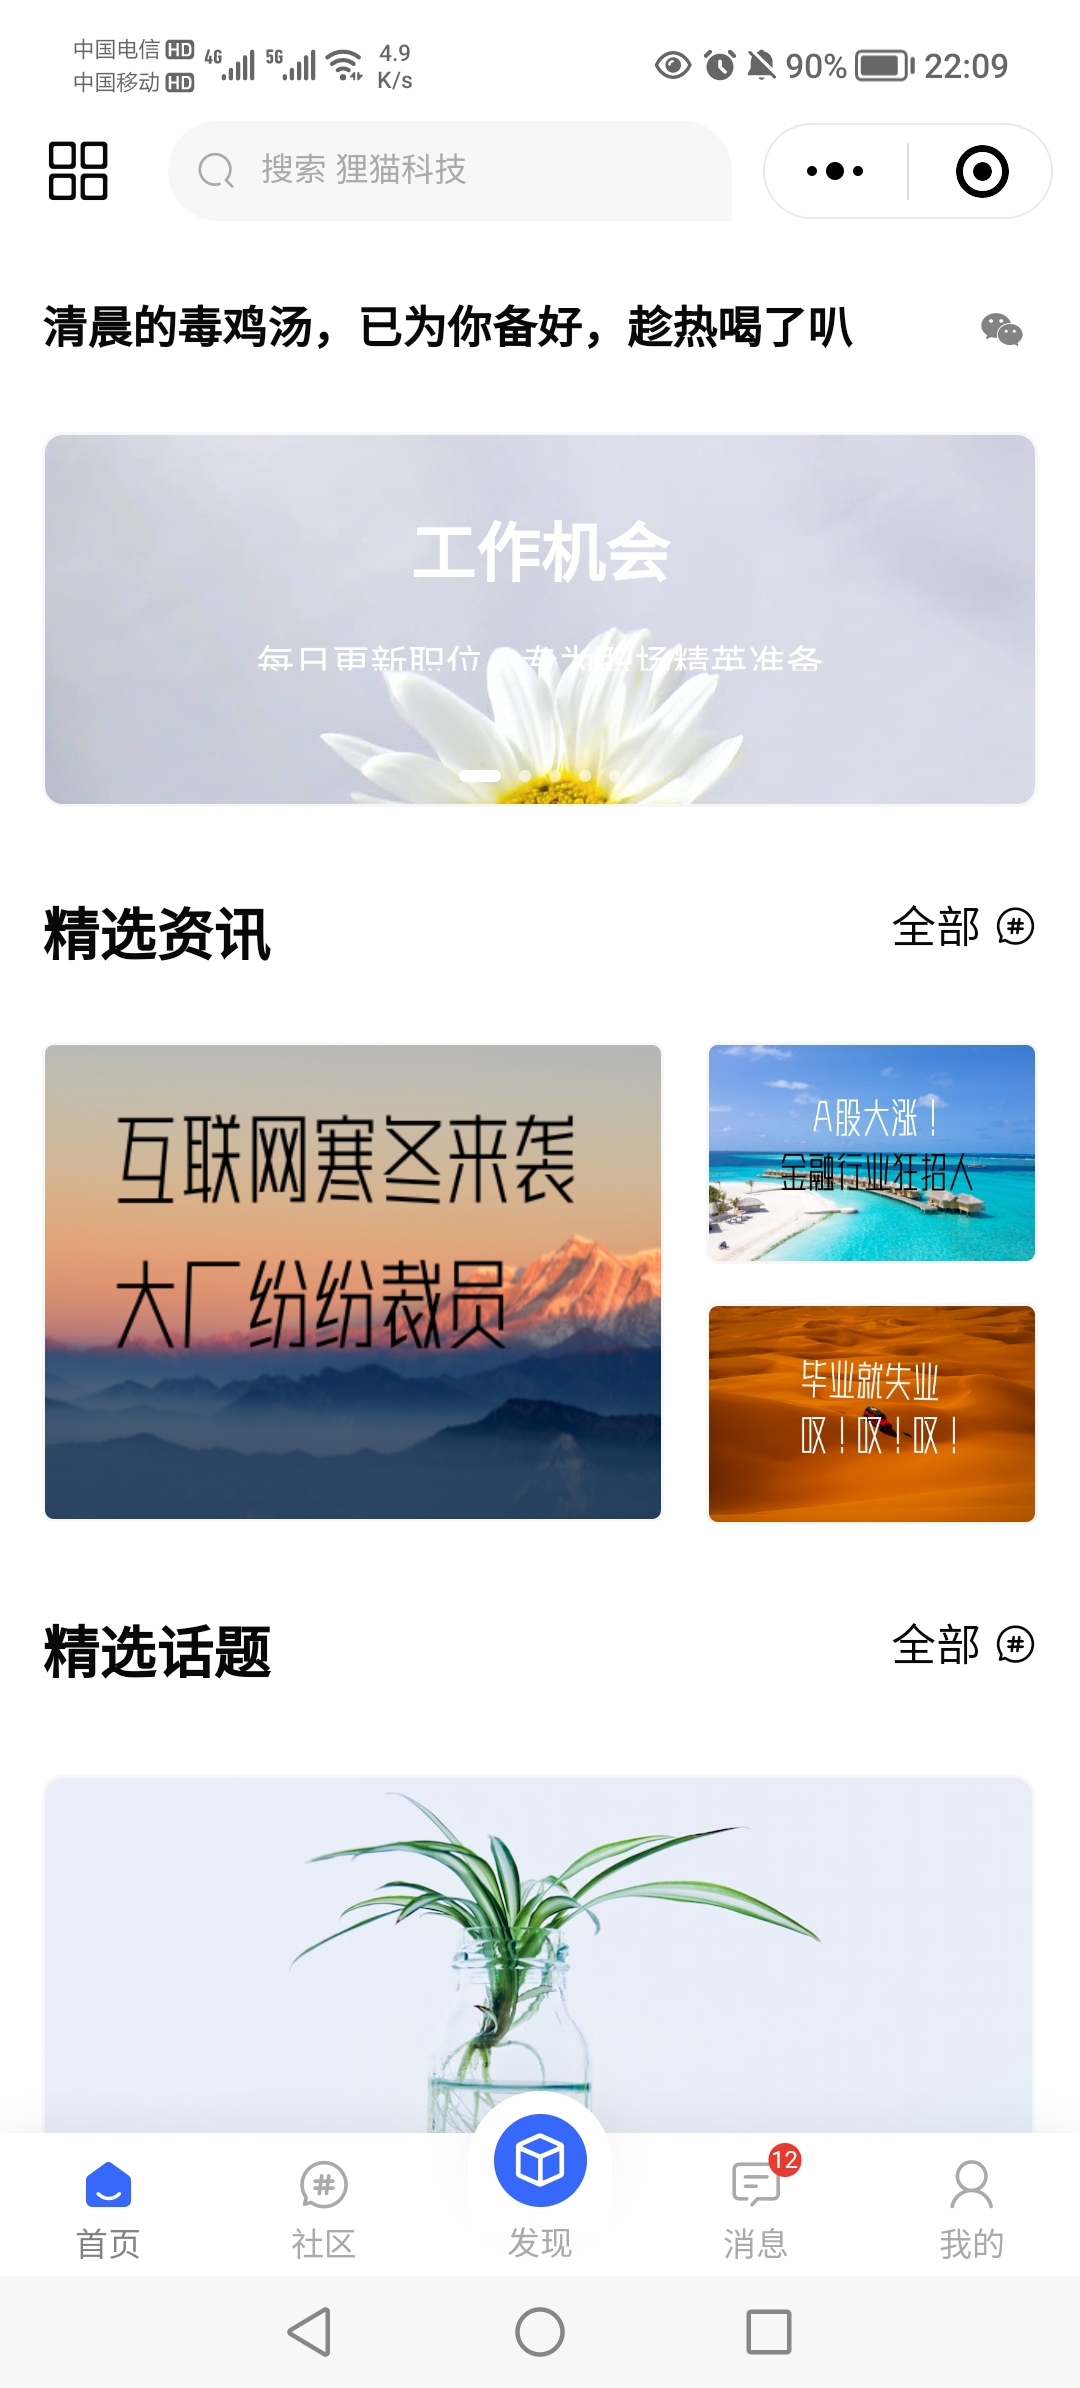 中国电信 HD 4G 5G 4.9 K/s 90% 22:09
中国移动 HD
搜索 狸猫科技
清晨的毒鸡汤，已为你备好，趁热喝了叭
工作机会
每日更新职位，专为职场精英准备
精选资讯
全部
互联网寒冬来袭
大厂纷纷裁员
A股大涨！
金融行业狂招人
毕业就失业
哎！哎！哎！
精选话题
全部
12
首页
社区
发现
消息
我的